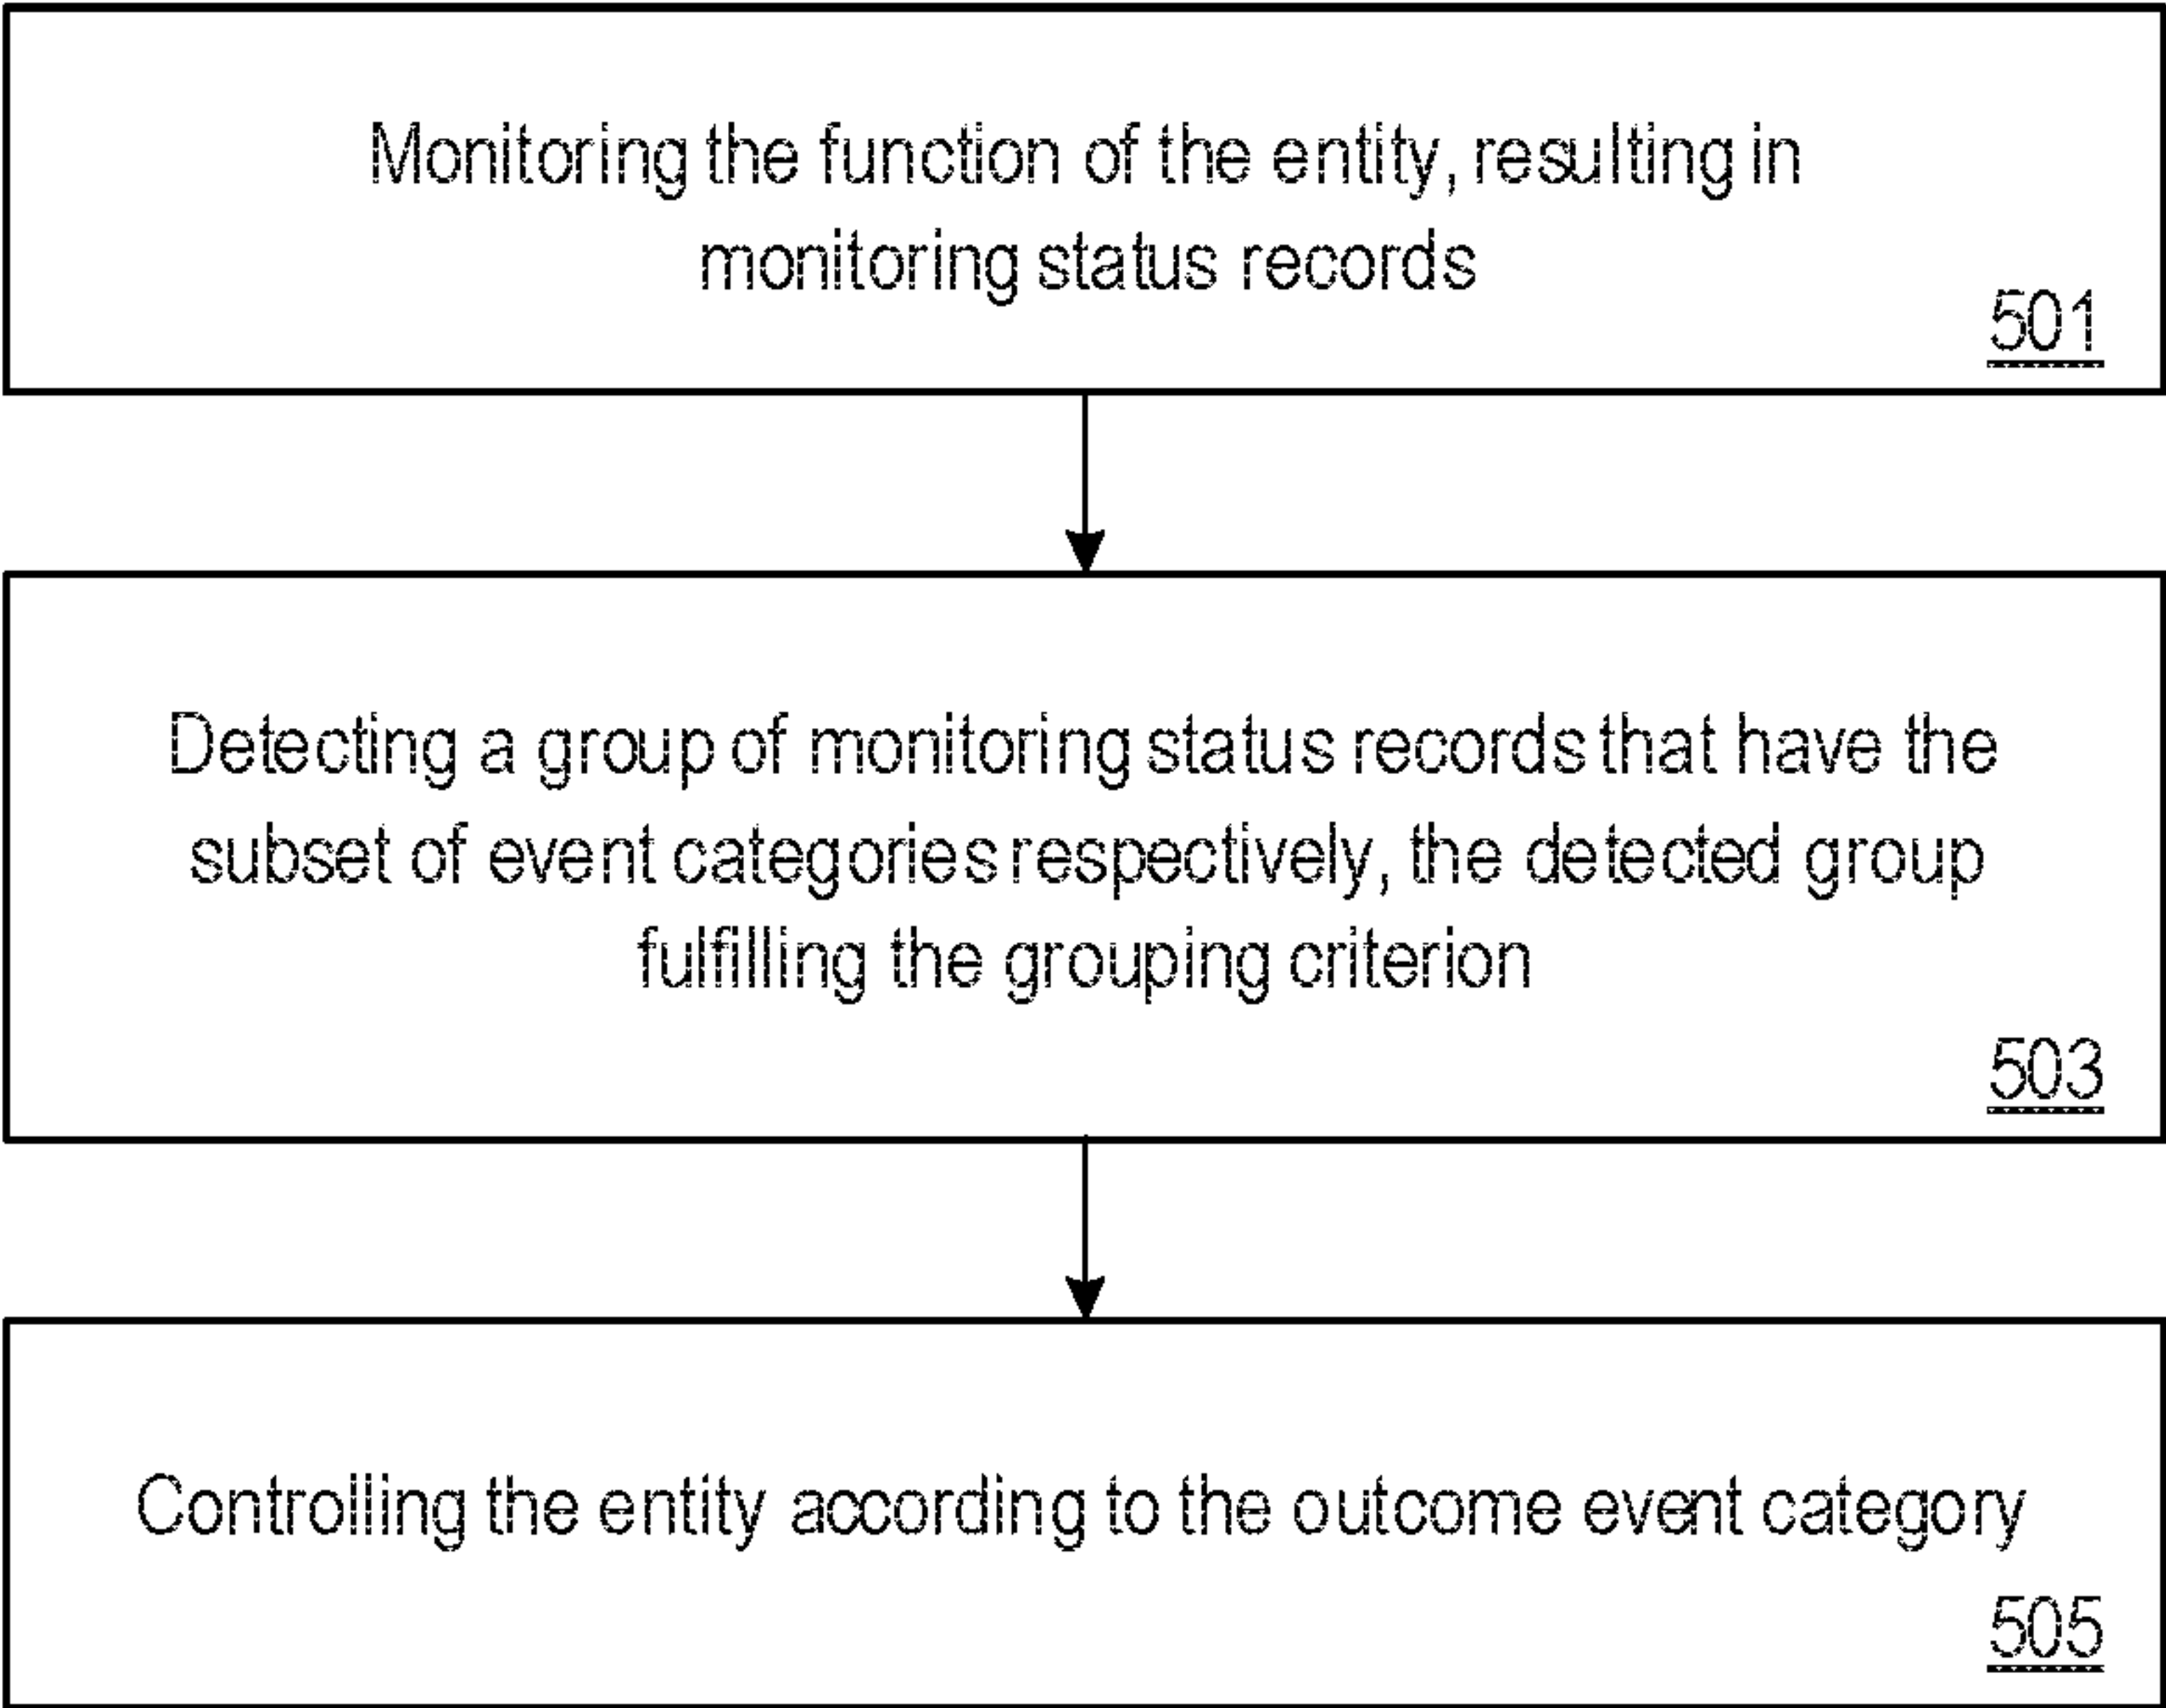 Monitoring the function of the entity, resulting in
monitoring status records
501
Detecting a group of monitoring status records that have the
subset of event categories respectively, the detected group
fulfilling the grouping criterion
503
Controlling the entity according to the outcome event category
505